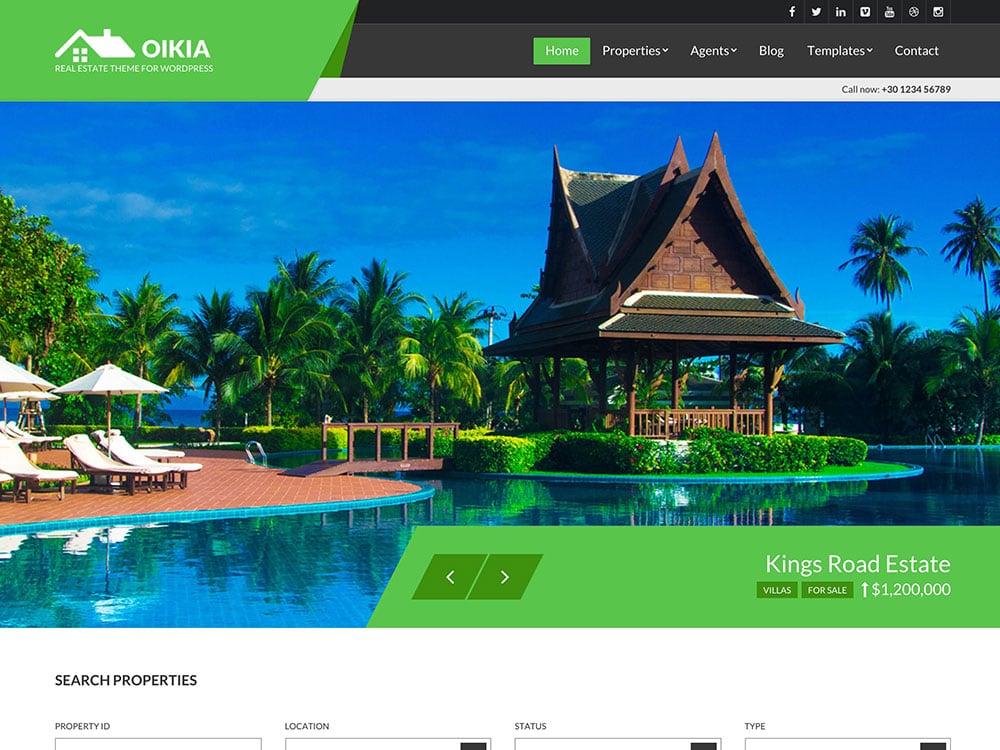 OIKIA
REAL ESTATE THEME FOR WORDPRESS
Home Properties Agents Blog Templates Contact
Call now: +30 1234 56789
Kings Road Estate
VILLAS FOR SALE $1,200,000
SEARCH PROPERTIES
PROPERTY ID LOCATION STATUS TYPE